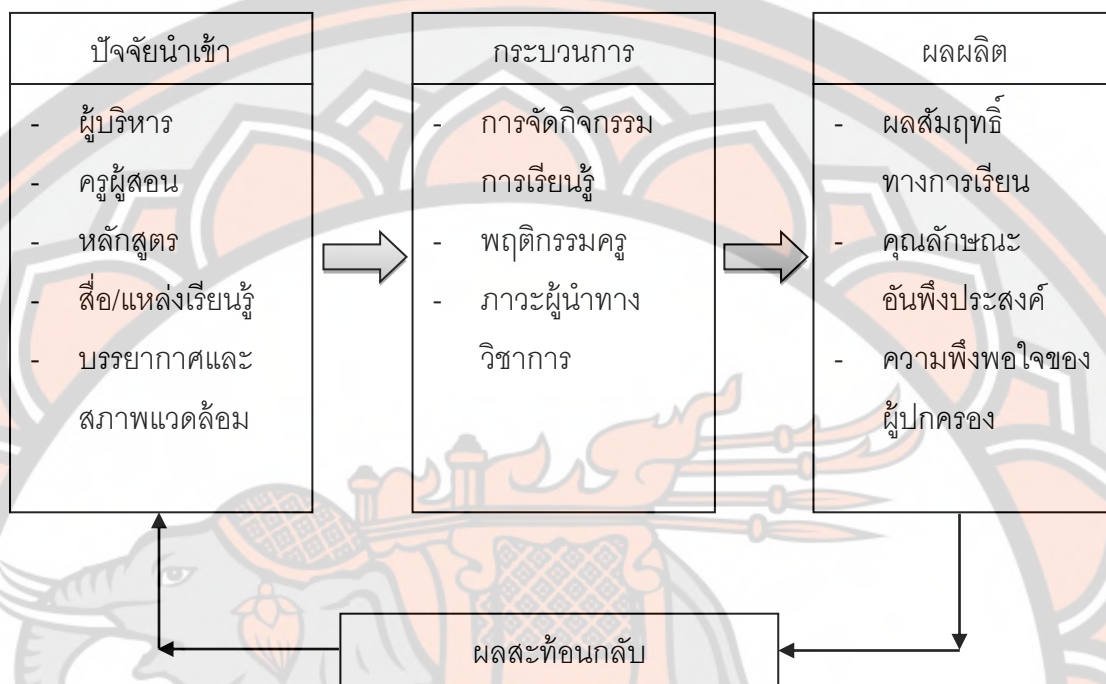 ปัจจัยนำเข้า
- ผู้บริหาร
- ครูผู้สอน
- หลักสูตร
- สื่อ/แหล่งเรียนรู้
- บรรยากาศและ
สภาพแวดล้อม
กระบวนการ
- การจัดกิจกรรม
การเรียนรู้
- พฤติกรรมครู
- ภาวะผู้นำทาง
วิชาการ
ผลผลิต
- ผลสัมฤทธิ์
ทางการเรียน
- คุณลักษณะ
อันพึงประสงค์
- ความพึงพอใจของ
ผู้ปกครอง
ผลสะท้อนกลับ